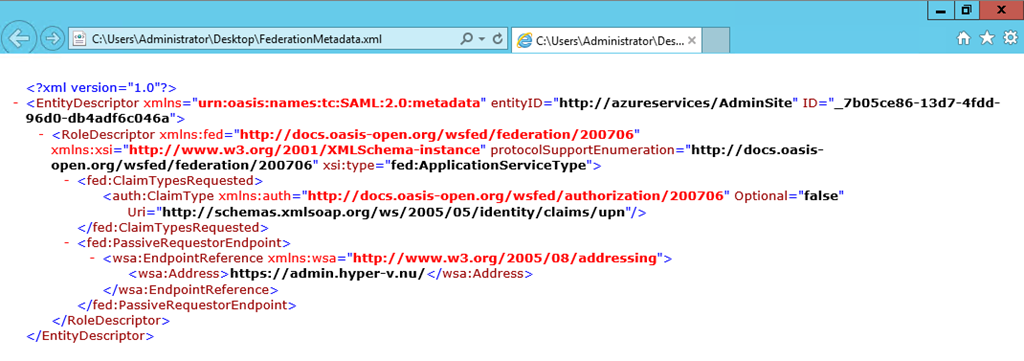 C:\Users\Administrator\Desktop\FederationMetadata.xml
C:\Users\Administrator\Des...
<?xml version="1.0"?>
- <EntityDescriptor xmlns="urn:oasis:names:tc:SAML:2.0:metadata" entityID="http://azureservices/AdminSite" ID="_7b05ce86-13d7-4fdd-
96d0-db4adf6c046a">
- <RoleDescriptor xmlns:fed="http://docs.oasis-open.org/wsfed/federation/200706"
xmlns:xsi="http://www.w3.org/2001/XMLSchema-instance" protocolSupportEnumeration="http://docs.oasis-
open.org/wsfed/federation/200706" xsi:type="fed:ApplicationServiceType">
- <fed:ClaimTypesRequested>
<auth:ClaimType xmlns:auth="http://docs.oasis-open.org/wsfed/authorization/200706" Optional="false"
Uri="http://schemas.xmlsoap.org/ws/2005/05/identity/claims/upn"/>
</fed:ClaimTypesRequested>
- <fed:PassiveRequestorEndpoint>
- <wsa:EndpointReference xmlns:wsa="http://www.w3.org/2005/08/addressing">
<wsa:Address>https://admin.hyper-v.nu/</wsa:Address>
</wsa:EndpointReference>
</fed:PassiveRequestorEndpoint>
</RoleDescriptor>
</EntityDescriptor>